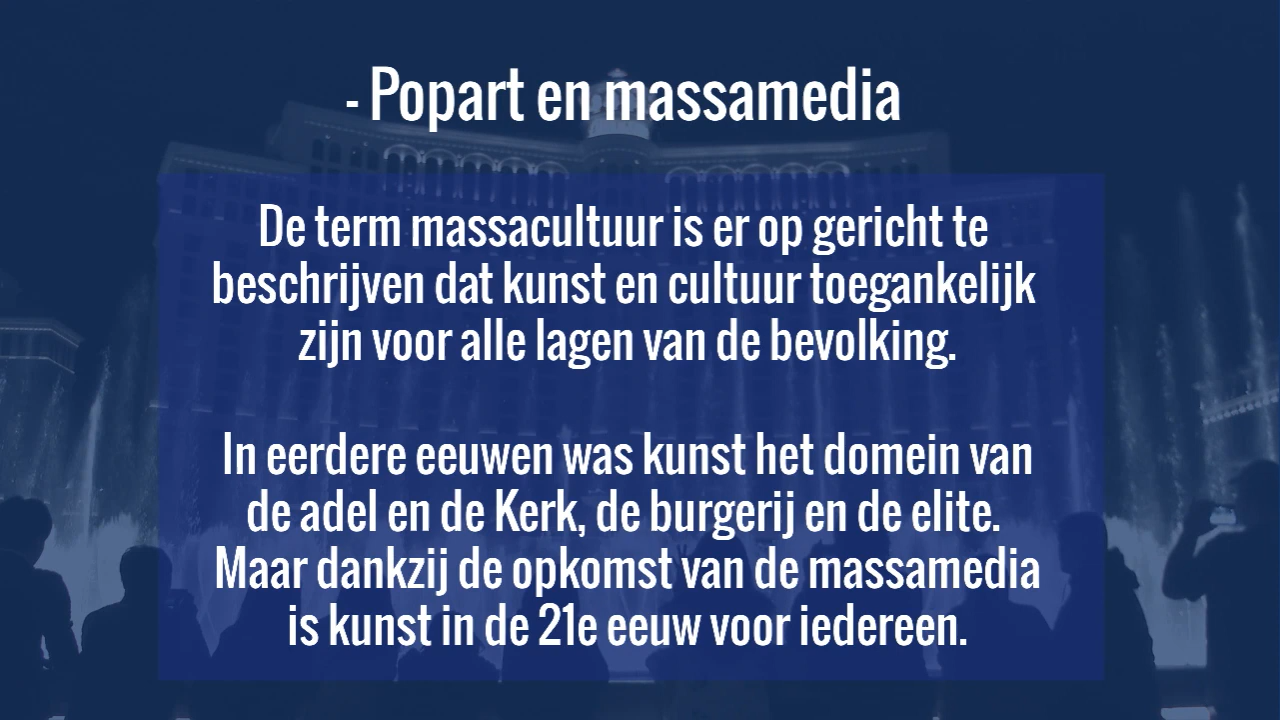 - Popart en massamedia
De term massacultuur is er op gericht te
beschrijven dat kunst en cultuur toegankelijk
zijn voor alle lagen van de bevolking.
In eerdere eeuwen was kunst het domein van
de adel en de Kerk, de burgerij en de elite.
Maar dankzij de opkomst van de massamedia
is kunst in de 21e eeuw voor iedereen.